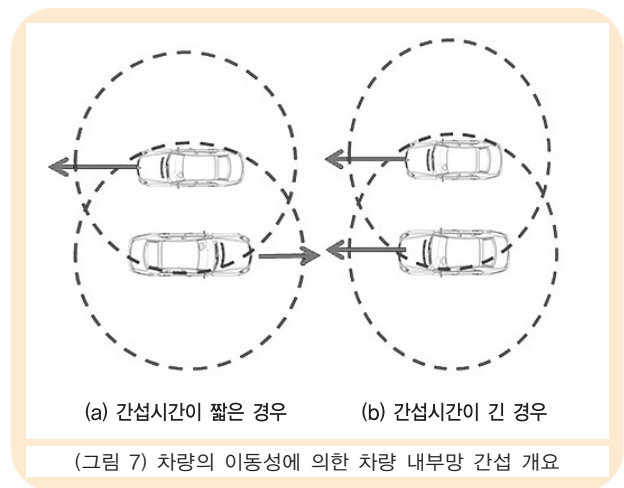 (a) 간섭시간이 짧은 경우
(b) 간섭시간이 긴 경우
(그림 7) 차량의 이동성에 의한 차량 내부망 간섭 개요